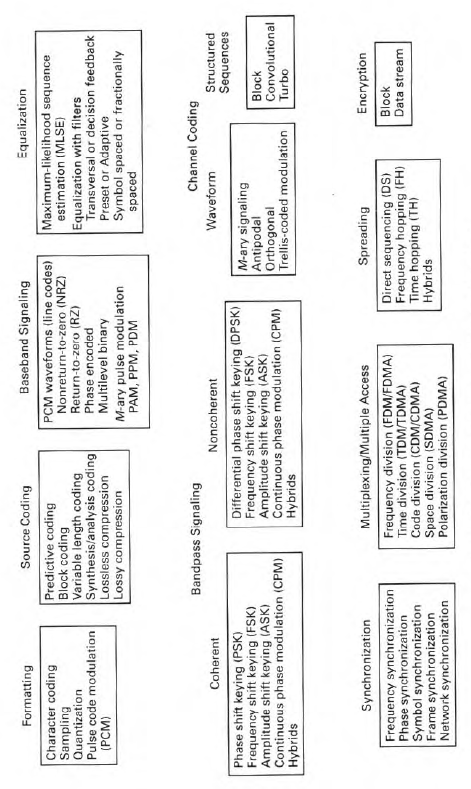 Formatting
Character coding
Sampling
Quantization
Pulse code modulation
(PCM)
Source Coding
Predictive coding
Block coding
Variable length coding
Synthesis/analysis coding
Lossless compression
Lossy compression
Baseband Signaling
PCM waveforms (line codes)
Nonreturn-to-zero (NRZ)
Return-to-zero (RZ)
Phase encoded
Multilevel binary
M-ary pulse modulation
PAM, PPM, PDM
Equalization
Maximum-likelihood sequence
estimation (MLSE)
Equalization with filters
Transversal or decision feedback
Preset or Adaptive
Symbol spaced or fractionally
spaced
Bandpass Signaling
Coherent
Phase shift keying (PSK)
Frequency shift keying (FSK)
Amplitude shift keying (ASK)
Continuous phase modulation (CPM)
Hybrids
Noncoherent
Differential phase shift keying (DPSK)
Frequency shift keying (FSK)
Amplitude shift keying (ASK)
Continuous phase modulation (CPM)
Hybrids
Channel Coding
Waveform
M-ary signaling
Antipodal
Orthogonal
Trellis-coded modulation
Structured
Sequences
Block
Convolutional
Turbo
Synchronization
Frequency synchronization
Phase synchronization
Symbol synchronization
Frame synchronization
Network synchronization
Multiplexing/Multiple Access
Frequency division (FDM/FDMA)
Time division (TDM/TDMA)
Code division (CDM/CDMA)
Space division (SDMA)
Polarization division (PDMA)
Spreading
Direct sequencing (DS)
Frequency hopping (FH)
Time hopping (TH)
Hybrids
Encryption
Block
Data stream